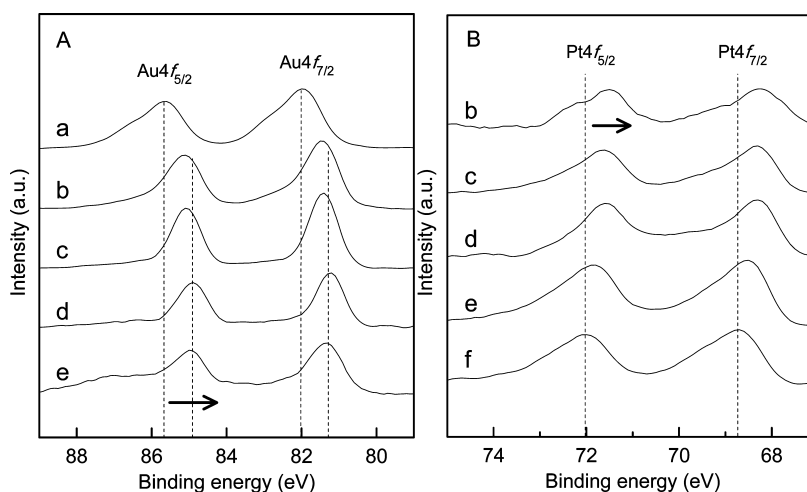 A
Au4f5/2
Au4f7/2
a
b
c
d
e
Intensity (a.u.)
88 86 84 82 80
Binding energy (eV)
B
Pt4f5/2
Pt4f7/2
b
c
d
e
f
Intensity (a.u.)
74 72 70 68
Binding energy (eV)